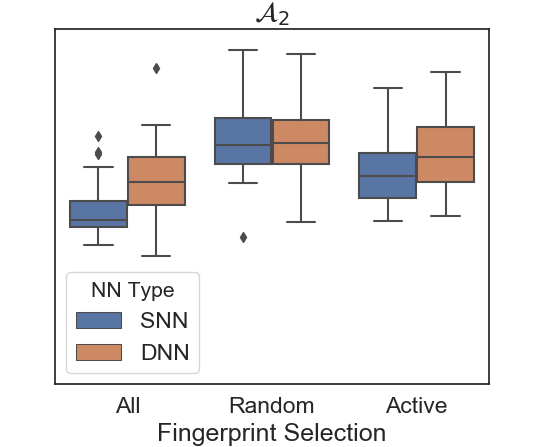 𝒜₂
NN Type
SNN
DNN
All Random Active
Fingerprint Selection